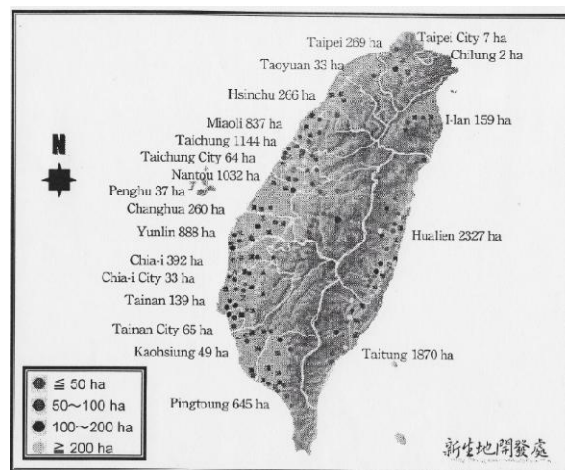 Taipei City 7 ha
Taipei 269 ha
Chilung 2 ha
Taoyuan 33 ha
Hsinchu 266 ha
I-lan 159 ha
Miaoli 837 ha
Taichung 1144 ha
N
Taichung City 64 ha
Nantou 1032 ha
Penghu 37 ha
Changhua 260 ha
Yunlin 888 ha
Hualien 2327 ha
Chia-i 392 ha
Chia-i City 33 ha
Tainan 139 ha
Tainan City 65 ha
Kaohsiung 49 ha
Taitung 1870 ha
Pingtoung 645 ha
≦ 50 ha
50～100 ha
100～200 ha
≧ 200 ha
新生地開發處